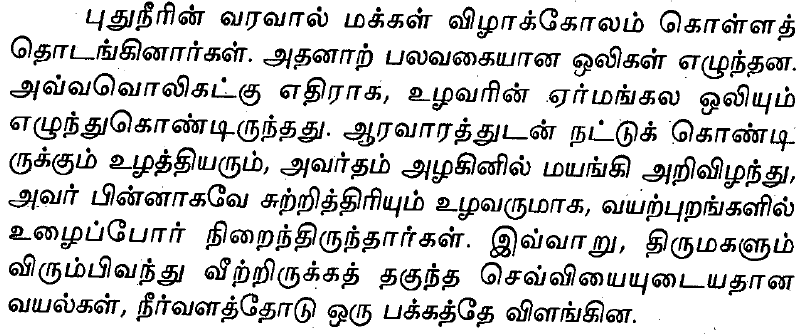 புதுநீரின் வரவால் மக்கள் விழாக்கோலம் கொள்ளத்
தொடங்கினார்கள். அதனாற் பலவகையான ஒலிகள் எழுந்தன.
அவ்வவொலிகட்கு எதிராக, உழவரின் ஏர்மங்கல ஒலியும்
எழுந்துகொண்டிருந்தது. ஆரவாரத்துடன் நட்டுக் கொண்டி
ருக்கும் உழத்தியரும், அவர்தம் அழகினில் மயங்கி அறிவிழந்து,
அவர் பின்னாகவே சுற்றித்திரியும் உழவருமாக, வயற்புறங்களில்
உழைப்போர் நிறைந்திருந்தார்கள். இவ்வாறு, திருமகளும்
விரும்பிவந்து வீற்றிருக்கத் தகுந்த செவ்வியையுடையதான
வயல்கள், நீர்வளத்தோடு ஒரு பக்கத்தே விளங்கின.